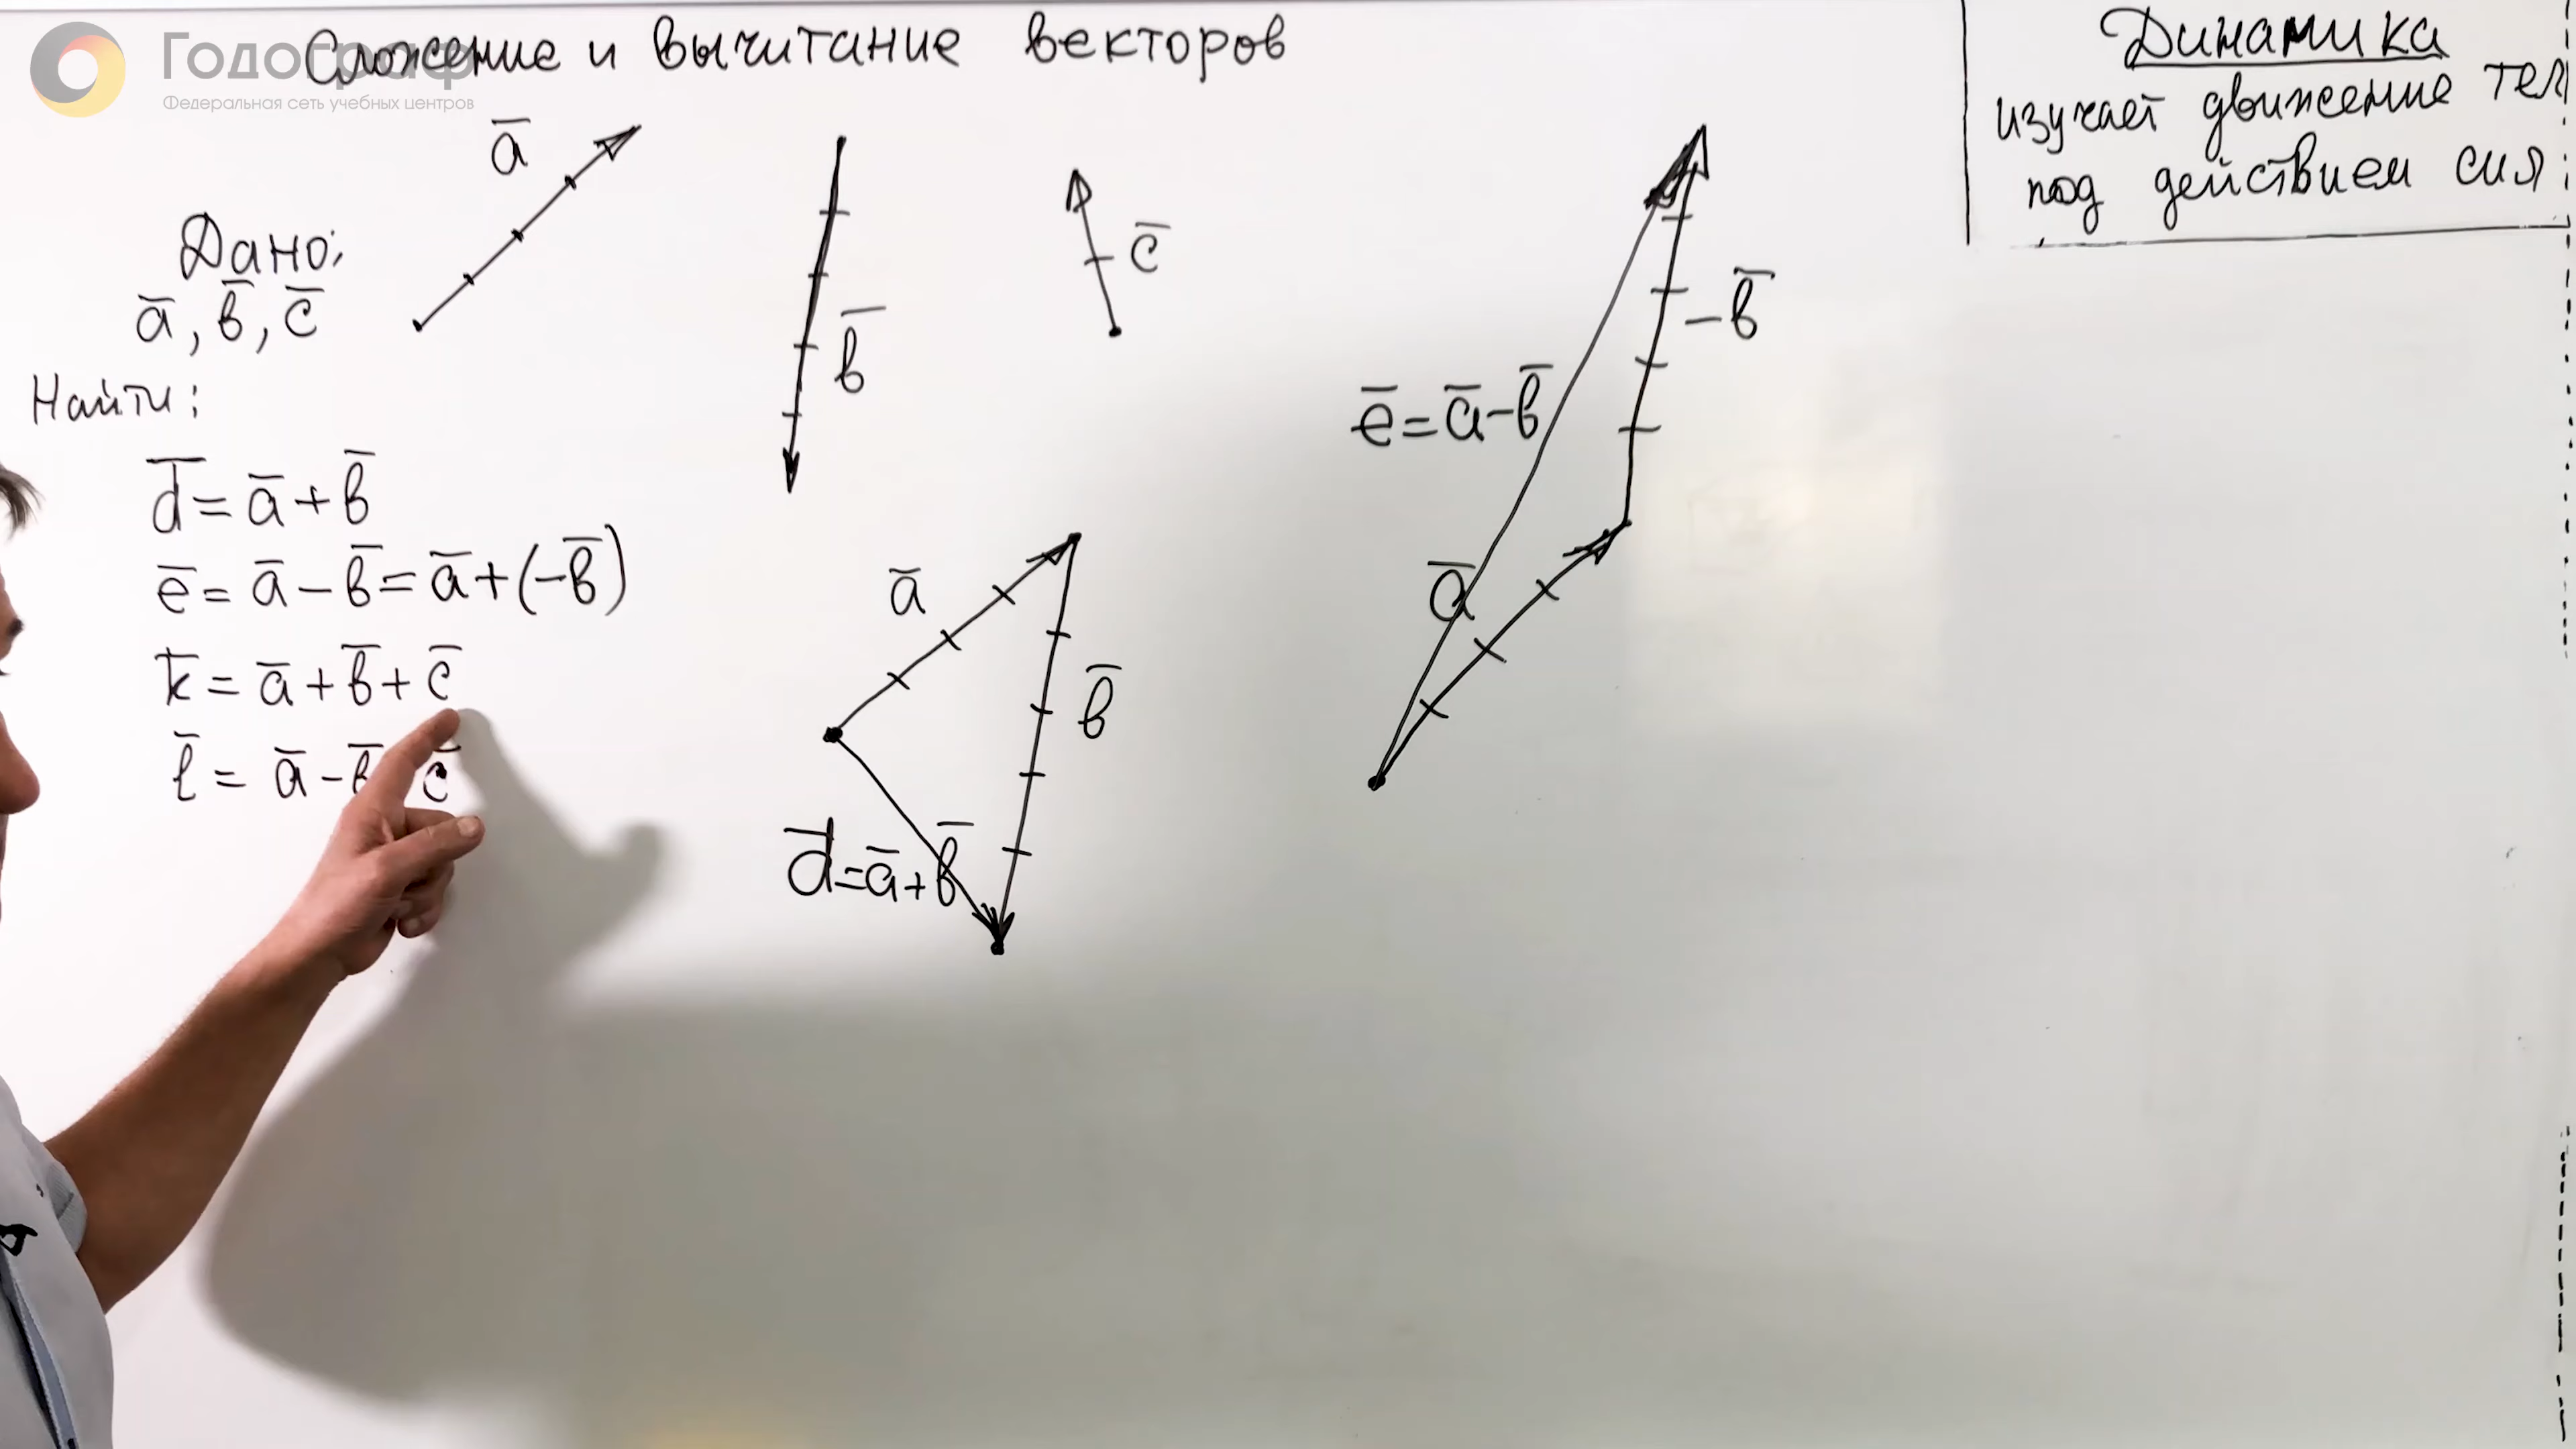 Годограф
Федеральная сеть учебных центров
Сложение и вычитание векторов
Динамика
изучает движение тел
под действием сил
Дано:
a̅, в̅, c̅
a̅
в̅
c̅
Найти:
d̅ = a̅ + в̅
e̅ = a̅ - в̅ = a̅ + (-в̅)
k̅ = a̅ + в̅ + c̅
l̅ = a̅ - в̅ c̅
a̅
в̅
d̅ = a̅ + в̅
-в̅
e̅ = a̅ - в̅
a̅